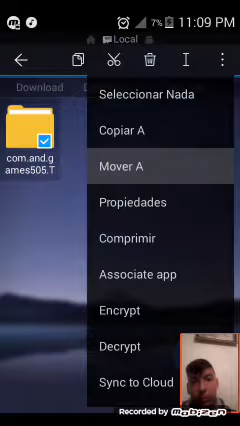 7% 11:09 PM
Local
Download
Seleccionar Nada
Copiar A
com.and.g
ames505.T
Mover A
Propiedades
Comprimir
Associate app
Encrypt
Decrypt
Sync to Cloud
Recorded by mobizen